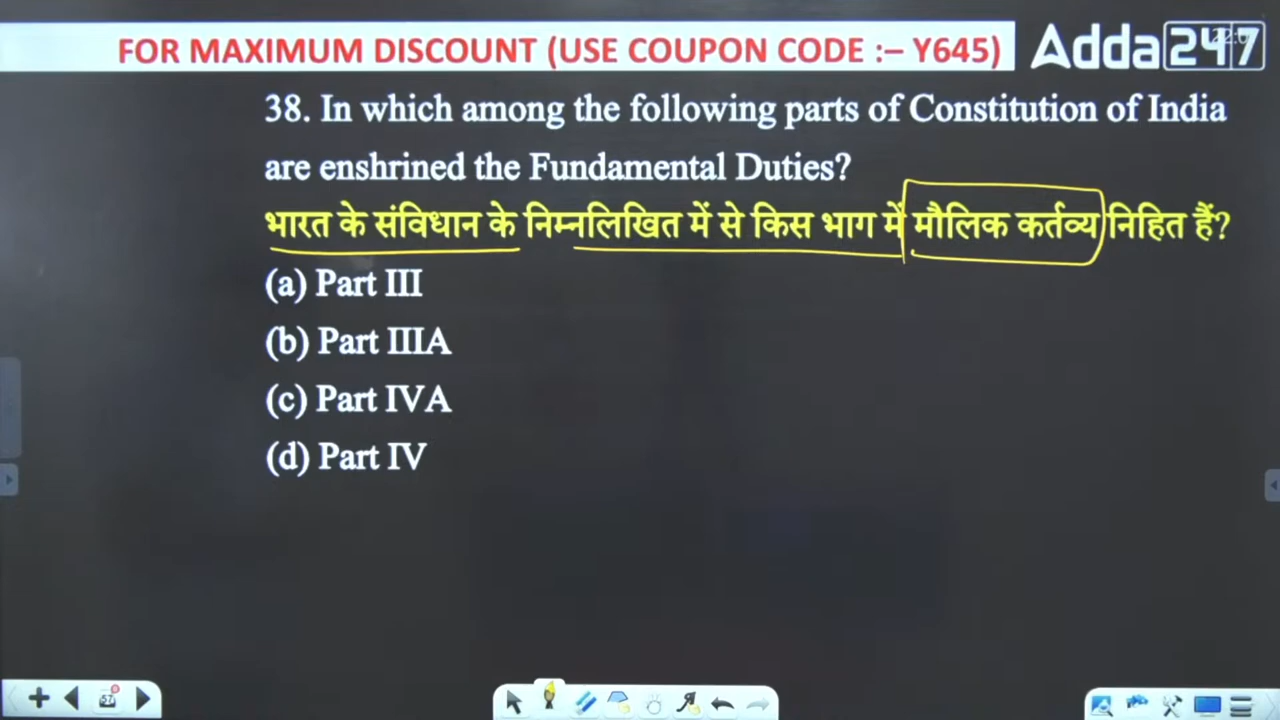 FOR MAXIMUM DISCOUNT (USE COUPON CODE :– Y645)
Adda247
38. In which among the following parts of Constitution of India
are enshrined the Fundamental Duties?
भारत के संविधान के निम्नलिखित में से किस भाग में मौलिक कर्तव्य निहित हैं?
(a) Part III
(b) Part IIIA
(c) Part IVA
(d) Part IV
57